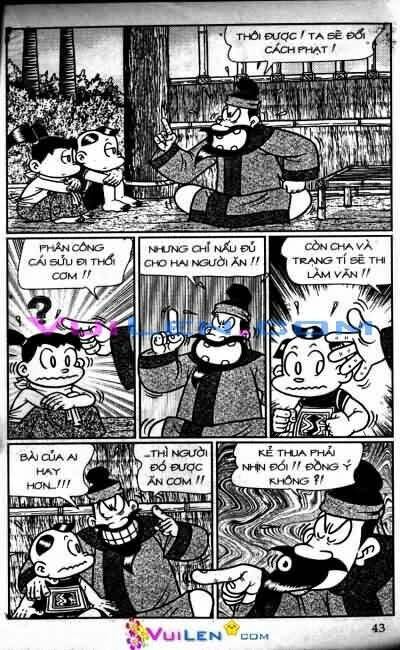 THÔI ĐƯỢC! TA SẼ ĐỔI
CÁCH PHẠT!
PHÂN CÔNG
CÁI SỬU ĐI THỔI
CƠM!!
NHƯNG CHỈ NẤU ĐỦ
CHO HAI NGƯỜI ĂN!!
CÒN CHA VÀ
TRẠNG TÍ SẼ THI
LÀM VĂN!!
?
VUILEN.COM
BÀI CỦA AI
HAY
HƠN...!!!
...THÌ NGƯỜI
ĐÓ ĐƯỢC
ĂN CƠM!!
KẺ THUA PHẢI
NHỊN ĐÓI!! ĐỒNG Ý
KHÔNG?!
43
VUILEN.COM